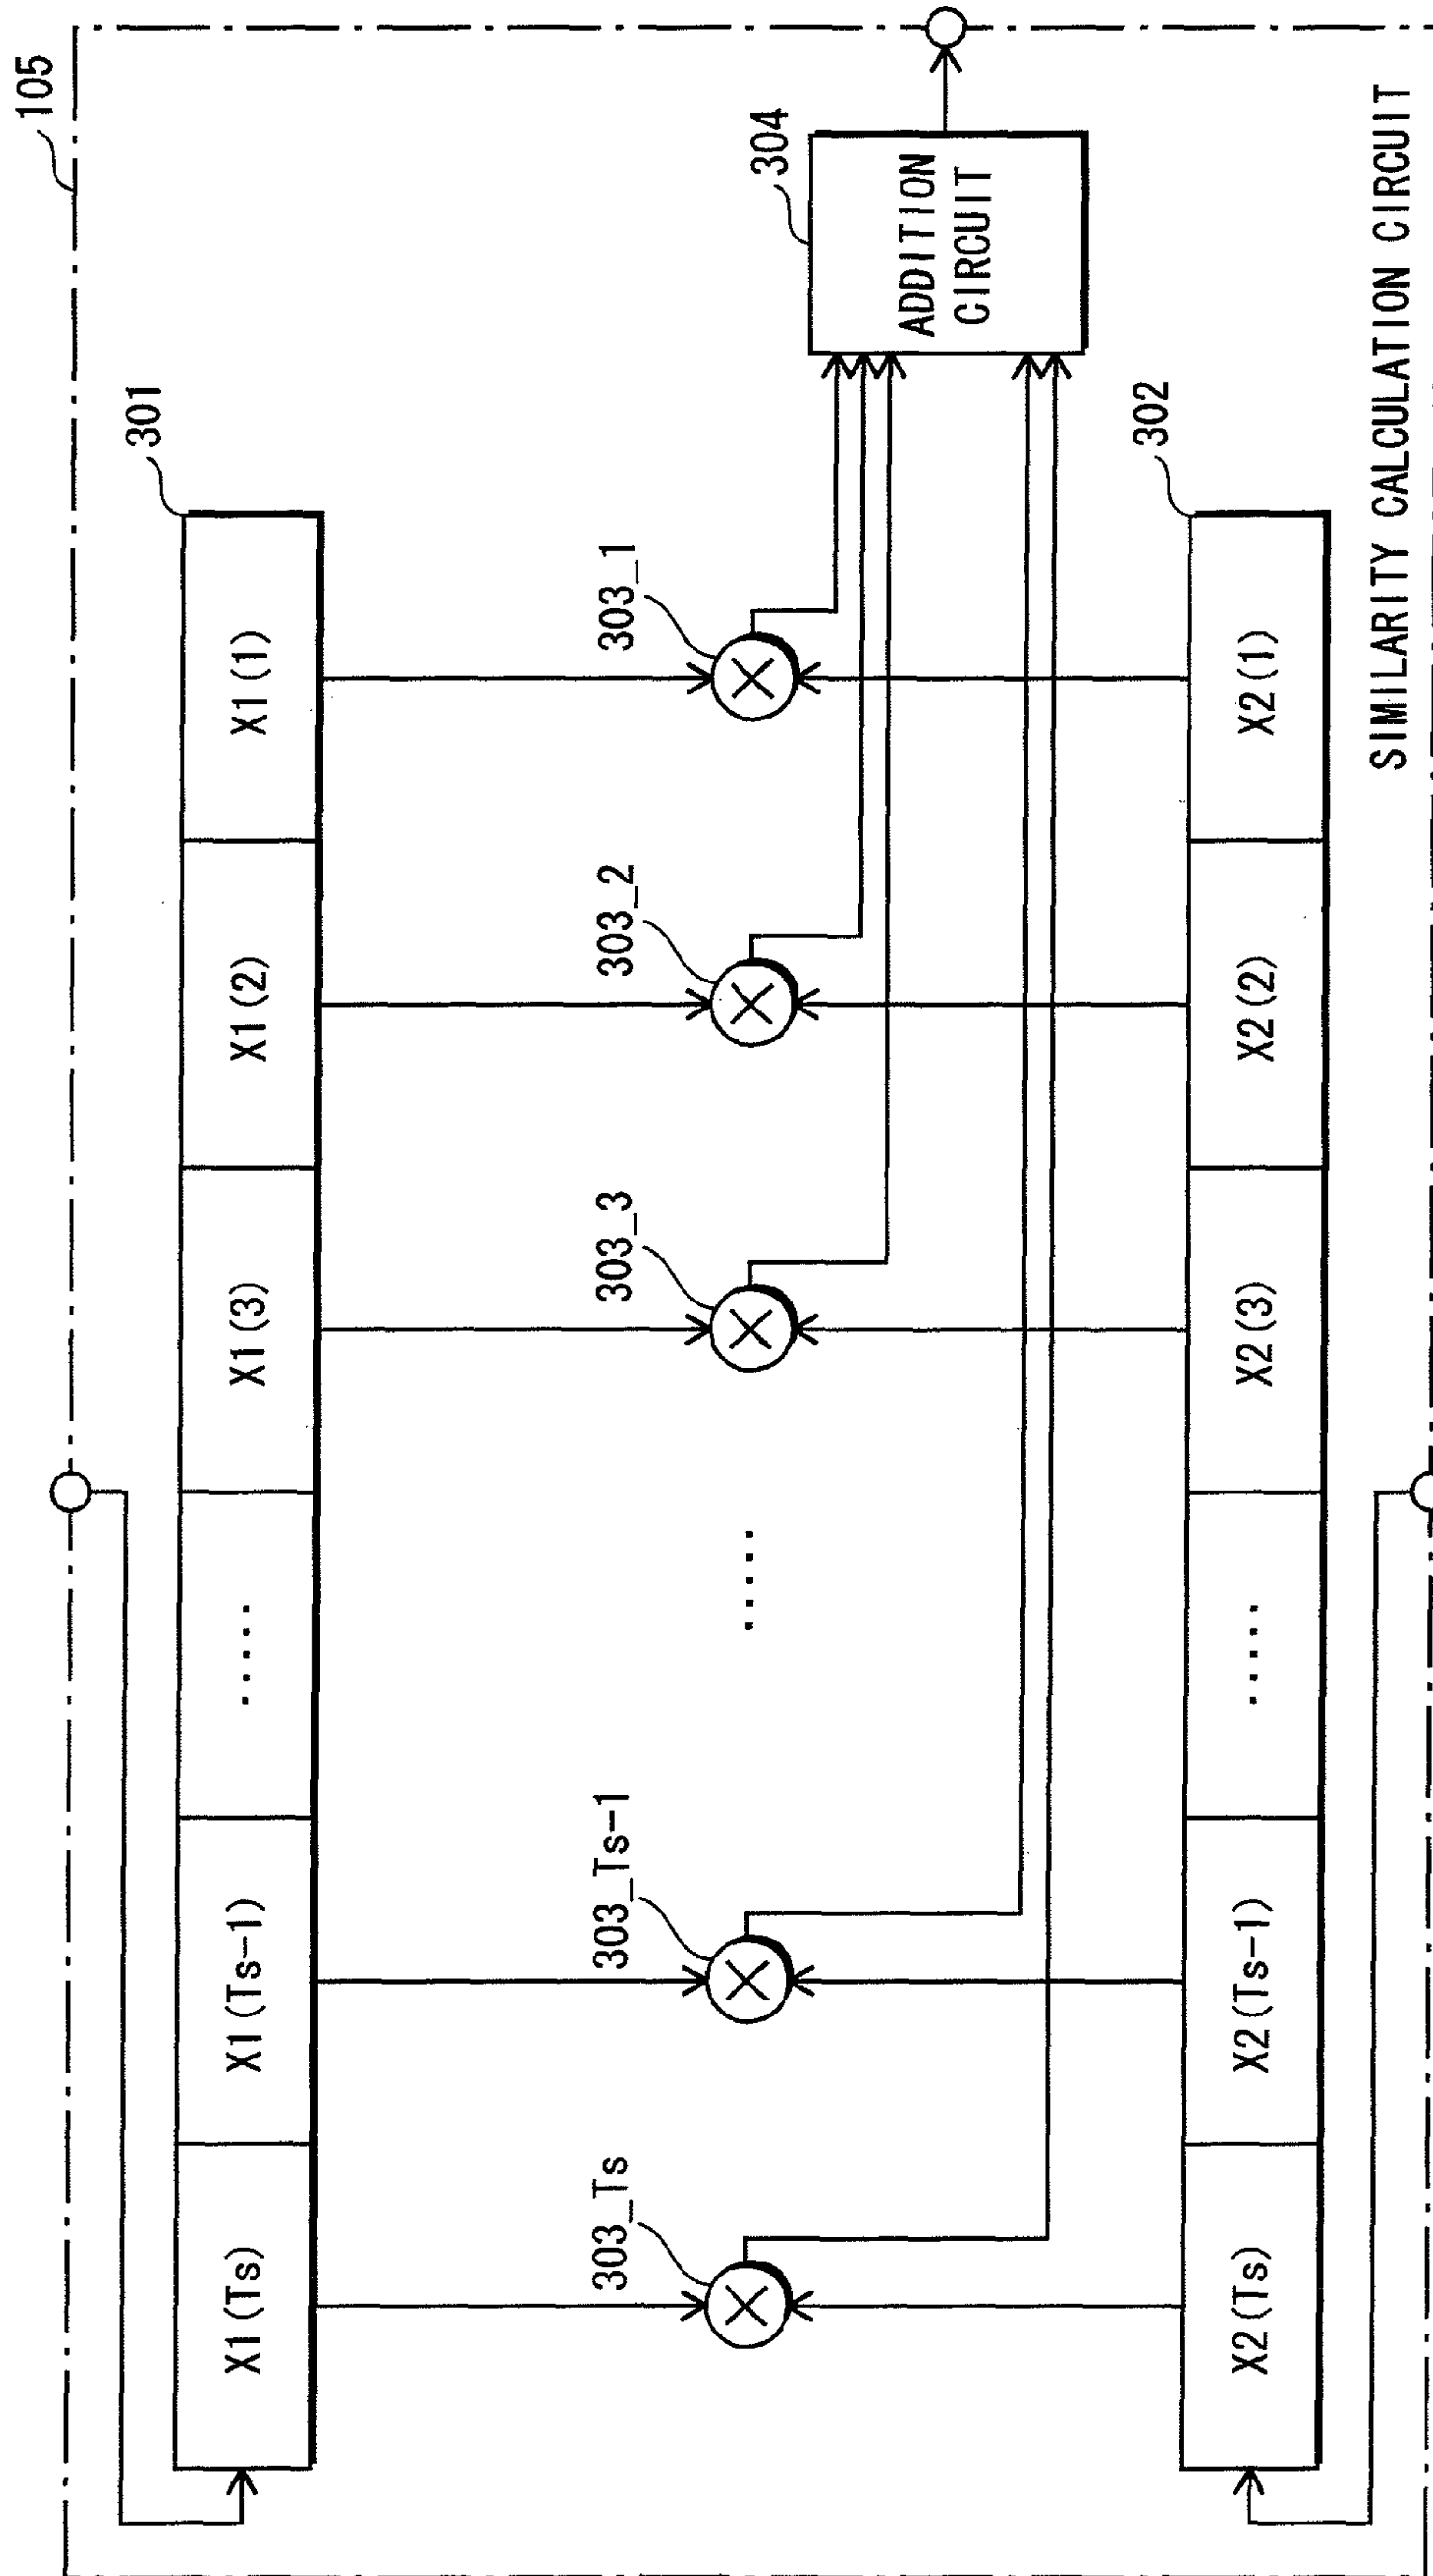 105
301
X1(Ts)
X1(Ts-1)
.....
X1(3)
X1(2)
X1(1)
303_Ts
303_Ts-1
.....
303_3
303_2
303_1
304
ADDITION
CIRCUIT
302
X2(Ts)
X2(Ts-1)
.....
X2(3)
X2(2)
X2(1)
SIMILARITY CALCULATION CIRCUIT